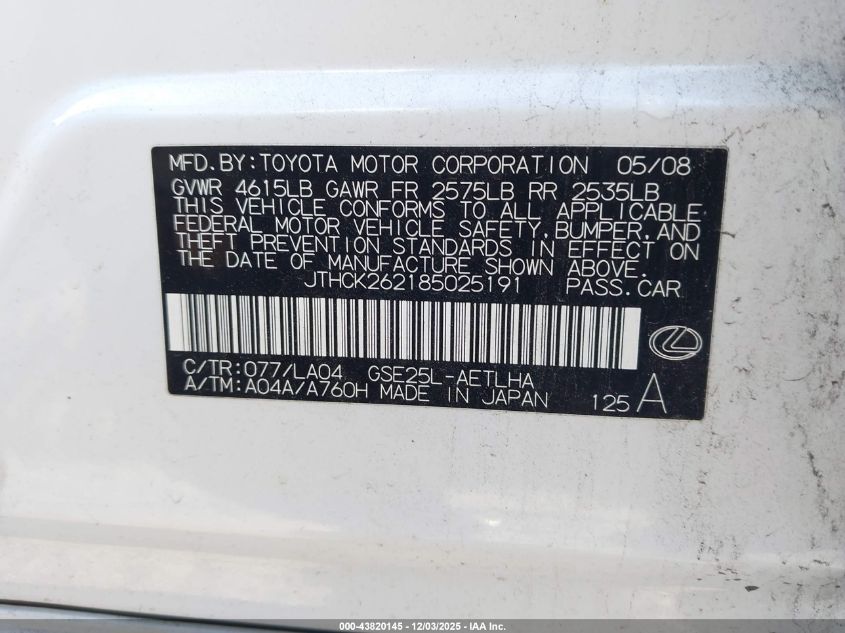 MFD.BY:TOYOTA MOTOR CORPORATION 05/08
GVWR 4615LB GAWR FR 2575LB RR 2535LB
THIS VEHICLE CONFORMS TO ALL APPLICABLE
FEDERAL MOTOR VEHICLE SAFETY,BUMPER,AND
THEFT PREVENTION STANDARDS IN EFFECT ON
THE DATE OF MANUFACTURE SHOWN ABOVE.
JTHCK262185025191 PASS.CAR
C/TR:077/LA04 GSE25L-AETLHA
A/TM:A04A/A760H MADE IN JAPAN 125 A
000-43820145 - 12/03/2025 - IAA Inc.